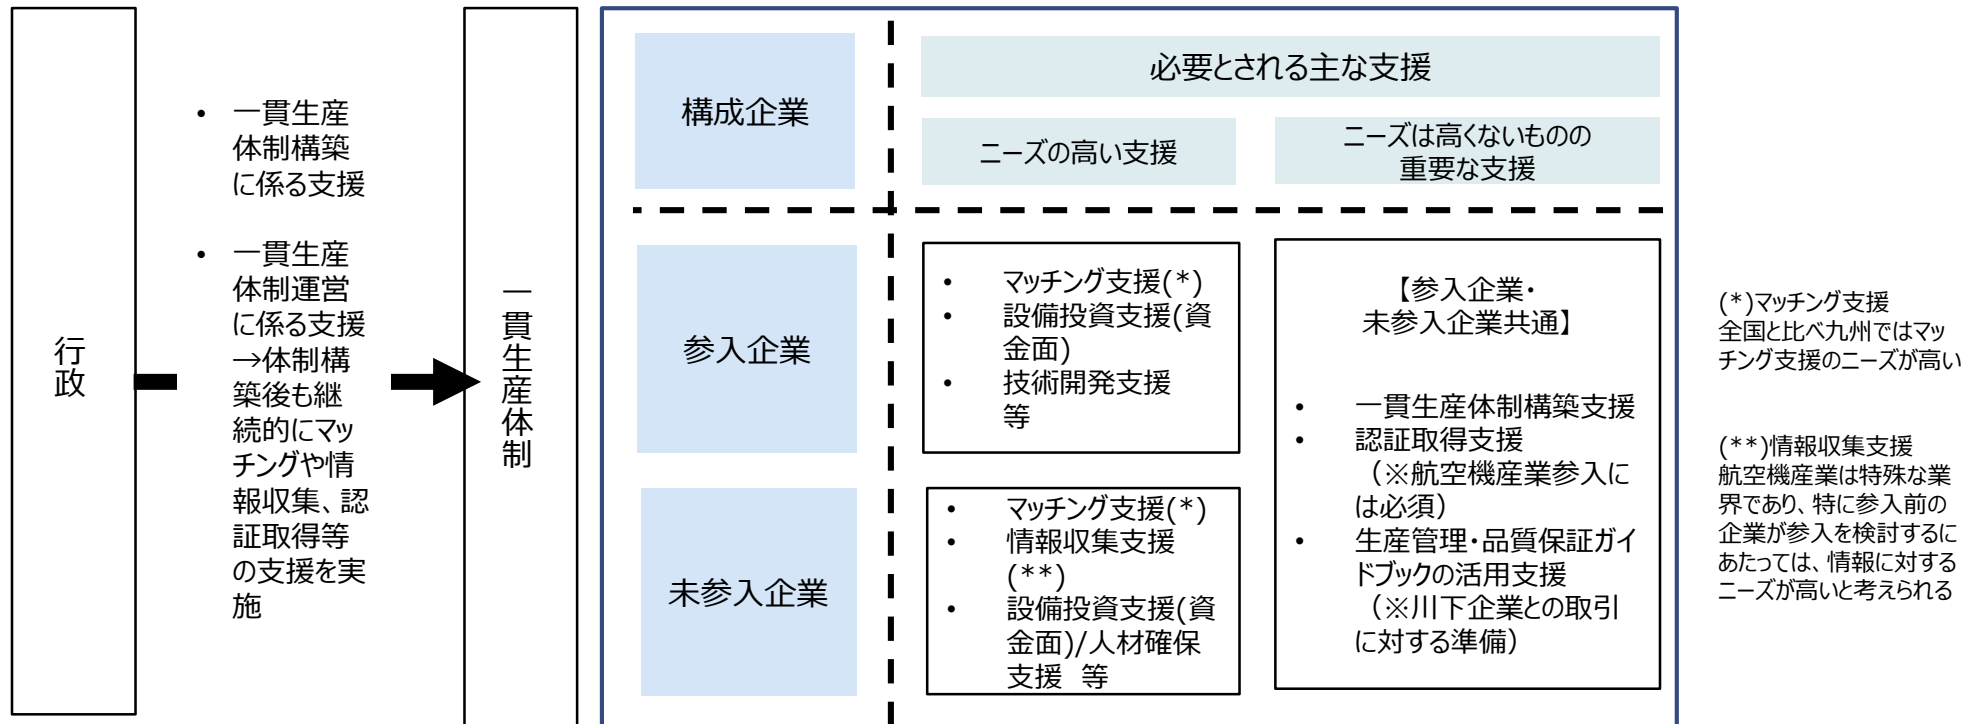 行政
• 一貫生産
体制構築
に係る支援
• 一貫生産
体制運営
に係る支援
→体制構
築後も継
続的にマッ
チングや情
報収集、認
証取得等
の支援を実
施
一貫生産体制
構成企業
必要とされる主な支援
ニーズの高い支援
ニーズは高くないものの
重要な支援
参入企業
• マッチング支援(*)
• 設備投資支援(資
金面)
• 技術開発支援
等
未参入企業
• マッチング支援(*)
• 情報収集支援
(**)
• 設備投資支援(資
金面)/人材確保
支援 等
【参入企業・
未参入企業共通】
• 一貫生産体制構築支援
• 認証取得支援
（※航空機産業参入に
は必須）
• 生産管理・品質保証ガイ
ドブックの活用支援
（※川下企業との取引
に対する準備）
(*)マッチング支援
全国と比べ九州ではマッ
チング支援のニーズが高い
(**)情報収集支援
航空機産業は特殊な業
界であり、特に参入前の
企業が参入を検討するに
あたっては、情報に対する
ニーズが高いと考えられる